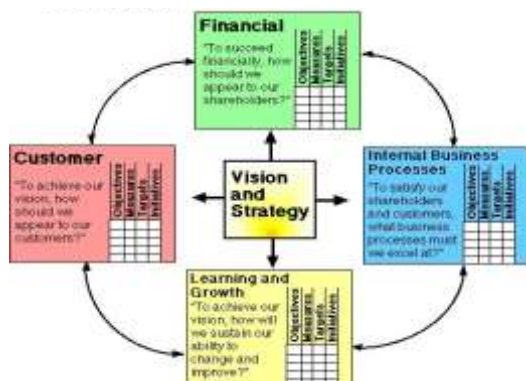 Financial
"To succeed
financially, how
should we
appear to our
shareholders?"
Objectives
Measures
Targets
Initiatives
Customer
"To achieve our
vision, how
should we
appear to our
customers?"
Objectives
Measures
Targets
Initiatives
Vision
and
Strategy
Internal Business
Processes
"To satisfy our
shareholders
and customers,
what business
processes must
we excel at?"
Objectives
Measures
Targets
Initiatives
Learning and
Growth
"To achieve our
vision, how will
we sustain our
ability to
change and
improve?"
Objectives
Measures
Targets
Initiatives